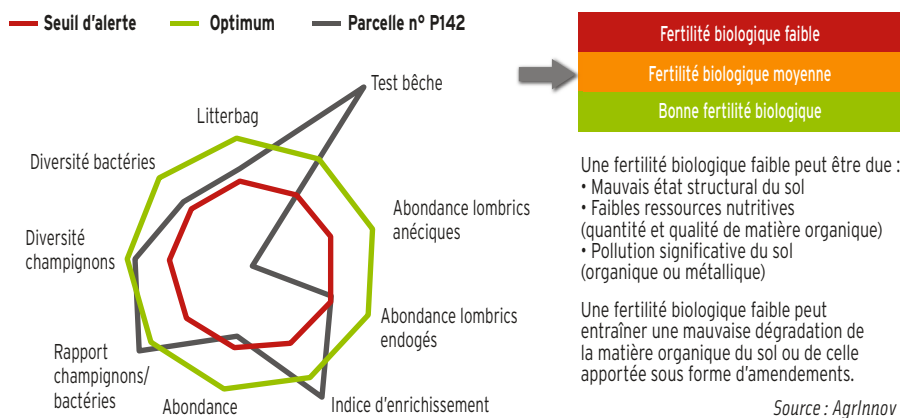 Seuil d'alerte
Optimum
Parcelle n° P142
Test bêche
Litterbag
Diversité bactéries
Abondance lombrics
anéciques
Diversité
champignons
Abondance lombrics
endogés
Rapport
champignons/
bactéries
Abondance
Indice d'enrichissement
Fertilité biologique faible
Fertilité biologique moyenne
Bonne fertilité biologique
Une fertilité biologique faible peut être due :
• Mauvais état structural du sol
• Faibles ressources nutritives
(quantité et qualité de matière organique)
• Pollution significative du sol
(organique ou métallique)
Une fertilité biologique faible peut
entraîner une mauvaise dégradation de
la matière organique du sol ou de celle
apportée sous forme d'amendements.
Source : AgrInnov